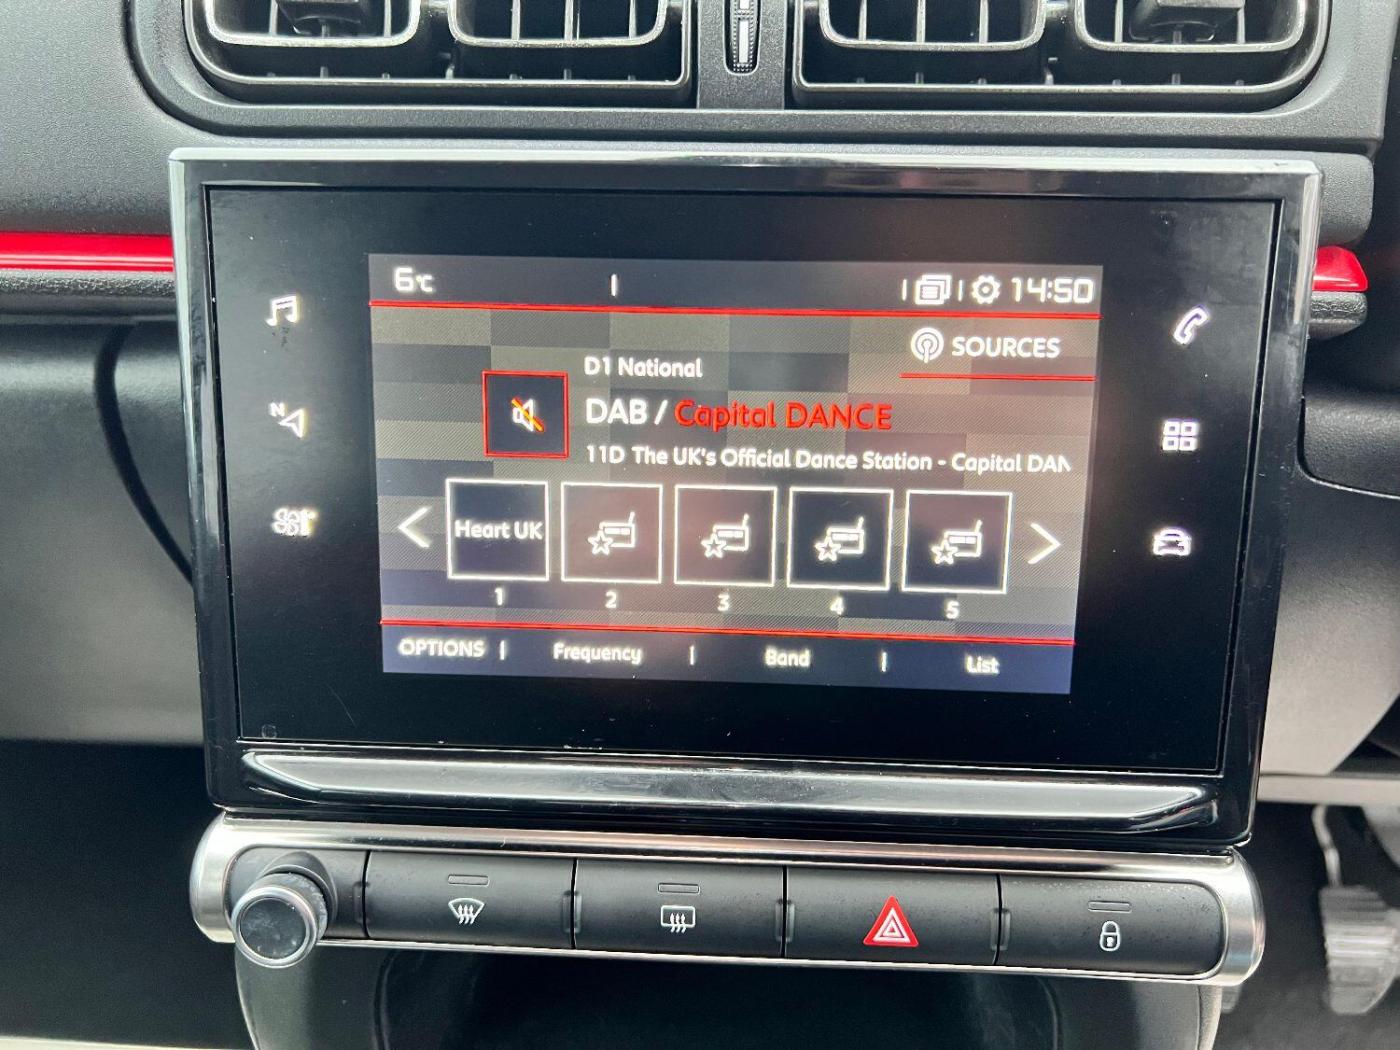 6°C
14:50
SOURCES
D1 National
DAB / Capital DANCE
11D The UK's Official Dance Station - Capital DAN
N
Heart UK
1 2 3 4 5
OPTIONS | Frequency | Band | List